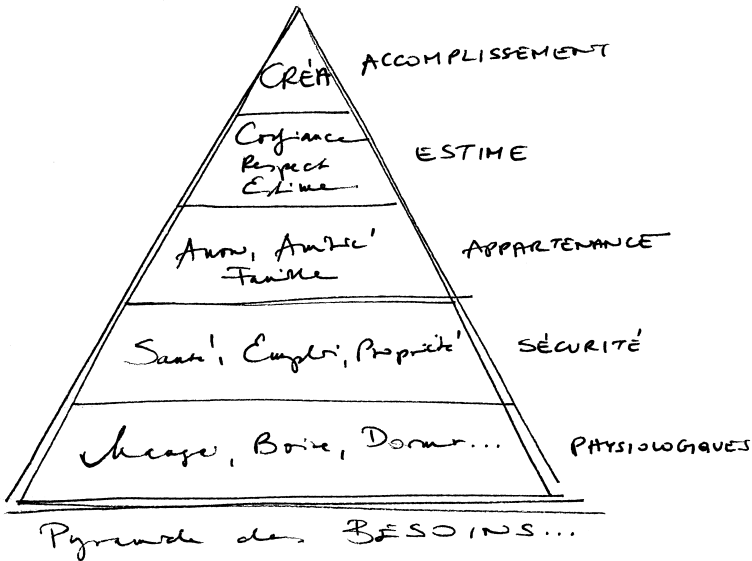 CRÉA
ACCOMPLISSEMENT
Confiance
Respect
Estime
ESTIME
Amour, Amitié
Famille
APPARTENANCE
Santé, Emploi, Propriété
SÉCURITÉ
Manger, Boire, Dormir...
PHYSIOLOGIQUES
Pyramide des BESOINS...